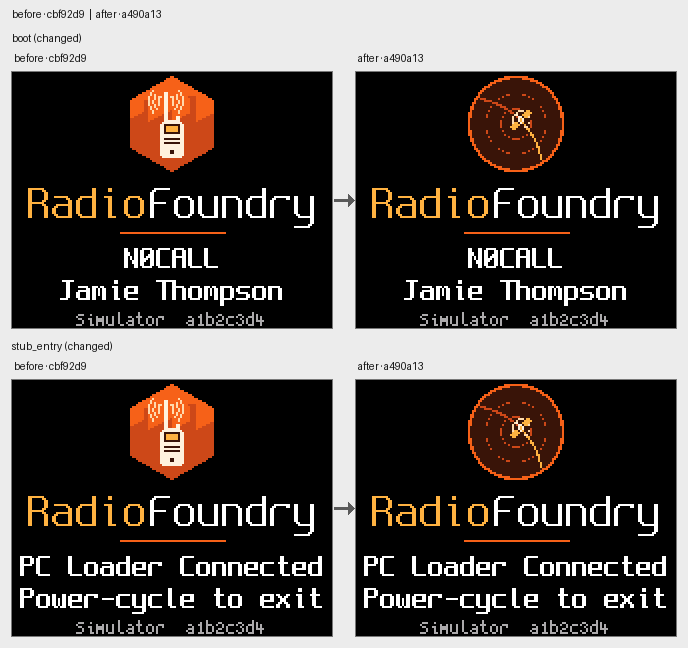 before · cbf92d9 | after · a490a13
boot (changed)
before · cbf92d9
after · a490a13
RadioFoundry
N0CALL
Jamie Thompson
Simulator a1b2c3d4
RadioFoundry
N0CALL
Jamie Thompson
Simulator a1b2c3d4
stub_entry (changed)
before · cbf92d9
after · a490a13
RadioFoundry
PC Loader Connected
Power-cycle to exit
Simulator a1b2c3d4
RadioFoundry
PC Loader Connected
Power-cycle to exit
Simulator a1b2c3d4